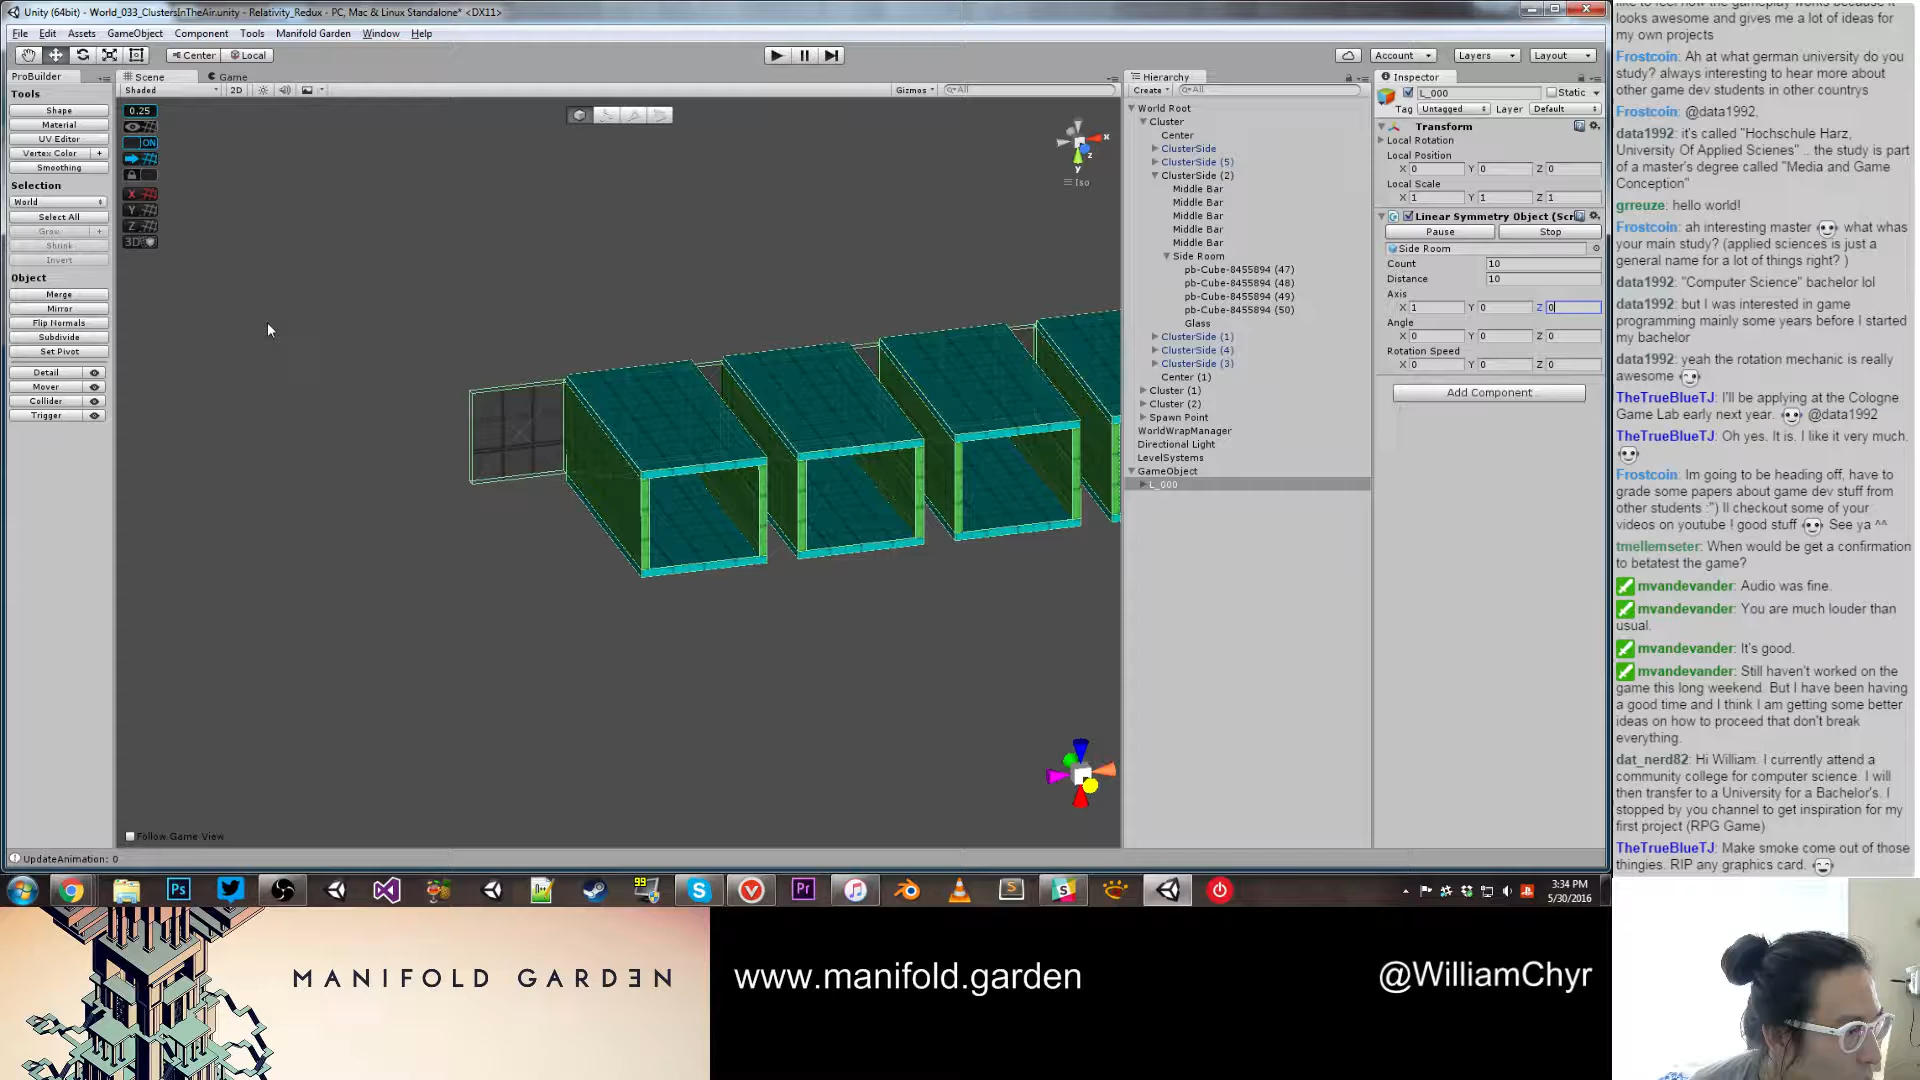 Unity (64bit) - World_033_ClustersInTheAir.unity - Relativity_Redux - PC, Mac & Linux Standalone* <DX11>
File Edit Assets GameObject Component Tools Manifold Garden Window Help
Center Local Account Layers Layout
ProBuilder
Tools
Shape
Material
UV Editor
Vertex Color +
Smoothing
Selection
World
Select All
Grow +
Shrink
Invert
Object
Merge
Mirror
Flip Normals
Subdivide
Set Pivot
Detail
Mover
Collider
Trigger
Scene Game
Shaded 2D Gizmos All
0.25
ON
X
Y
Z
3D
x
z
y
Iso
Follow Game View
UpdateAnimation: 0
Hierarchy
Create All
World Root
Cluster
Center
ClusterSide
ClusterSide (5)
ClusterSide (2)
Middle Bar
Middle Bar
Middle Bar
Middle Bar
Middle Bar
Side Room
pb-Cube-8455894 (47)
pb-Cube-8455894 (48)
pb-Cube-8455894 (49)
pb-Cube-8455894 (50)
Glass
ClusterSide (1)
ClusterSide (4)
ClusterSide (3)
Center (1)
Cluster (1)
Cluster (2)
Spawn Point
WorldWrapManager
Directional Light
LevelSystems
GameObject
L_000
Inspector
L_000 Static
Tag Untagged Layer Default
Transform
Local Rotation
Local Position
X 0 Y 0 Z 0
Local Scale
X 1 Y 1 Z 1
Linear Symmetry Object (Scr
Pause Stop
Side Room
Count 10
Distance 10
Axis
X 1 Y 0 Z 0
Angle
X 0 Y 0 Z 0
Rotation Speed
X 0 Y 0 Z 0
Add Component
like to feel how the gameplay works because it
looks awesome and gives me a lot of ideas for
my own projects
Frostcoin: Ah at what german university do you
study? always interesting to hear more about
other game dev students in other countrys
Frostcoin: @data1992,
data1992: it's called "Hochschule Harz,
University Of Applied Scienes" .. the study is part
of a master's degree called "Media and Game
Conception"
grreuze: hello world!
Frostcoin: ah interesting master what whas
your main study? (applied sciences is just a
general name for a lot of things right? )
data1992: "Computer Science" bachelor lol
data1992: but I was interested in game
programming mainly some years before I started
my bachelor
data1992: yeah the rotation mechanic is really
awesome
TheTrueBlueTJ: I'll be applying at the Cologne
Game Lab early next year. @data1992
TheTrueBlueTJ: Oh yes. It is. I like it very much.
Frostcoin: Im going to be heading off, have to
grade some papers about game dev stuff from
other students :") Il checkout some of your
videos on youtube ! good stuff See ya ^^
tmellemseter: When would be get a confirmation
to betatest the game?
mvandevander: Audio was fine.
mvandevander: You are much louder than
usual.
mvandevander: It's good.
mvandevander: Still haven't worked on the
game this long weekend. But I have been having
a good time and I think I am getting some better
ideas on how to proceed that don't break
everything.
dat_nerd82: Hi William. I currently attend a
community college for computer science. I will
then transfer to a University for a Bachelor's. I
stopped by you channel to get inspiration for my
first project (RPG Game)
TheTrueBlueTJ: Make smoke come out of those
thingies. RIP any graphics card.
Ps 99 S Pr S
3:34 PM
5/30/2016
MANIFOLD GARDƎN
www.manifold.garden
@WilliamChyr